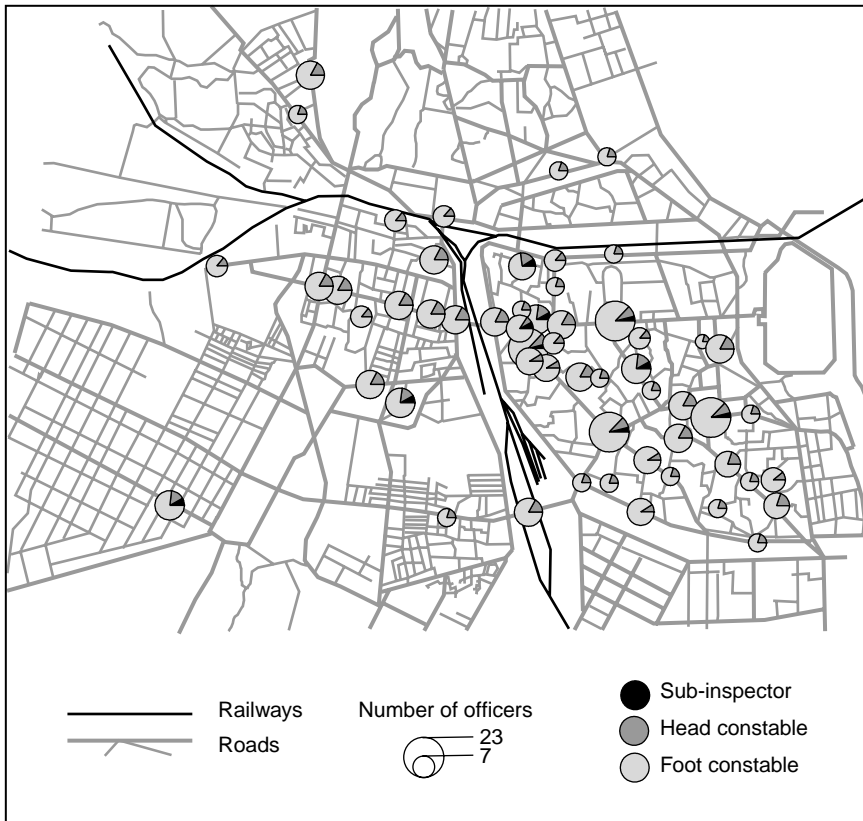 Railways
Roads
Number of officers
23
7
Sub-inspector
Head constable
Foot constable